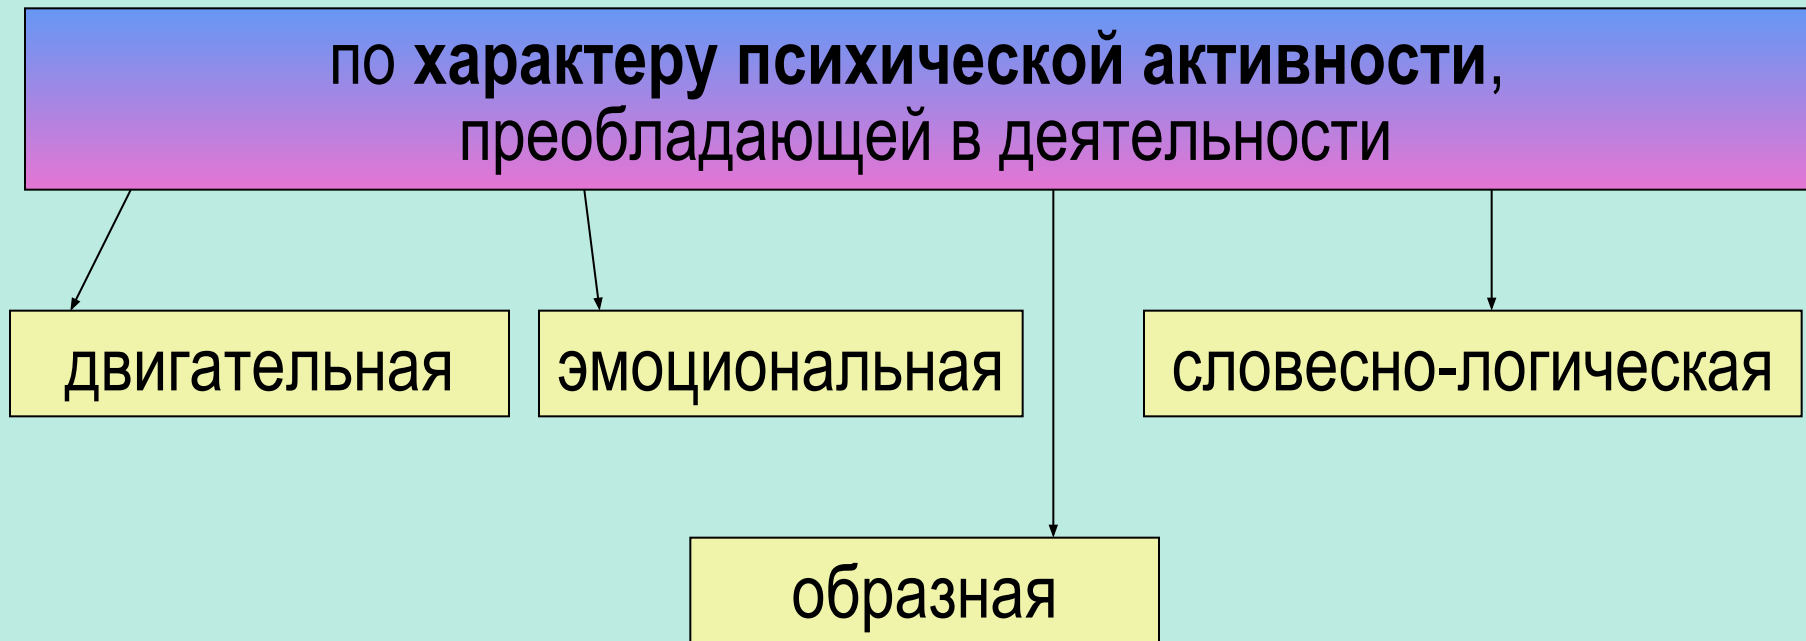 по характеру психической активности,
преобладающей в деятельности
двигательная
эмоциональная
словесно-логическая
образная